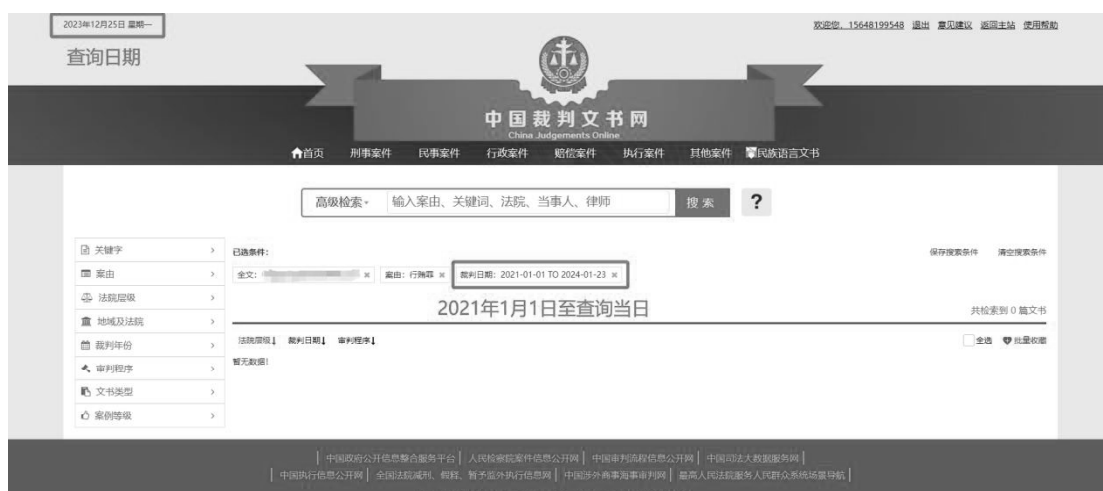 2023年12月25日 星期一
欢迎您，15648199548 退出 意见建议 返回主站 使用帮助
查询日期
中国裁判文书网
China Judgements Online
首页 刑事案件 民事案件 行政案件 赔偿案件 执行案件 其他案件 民族语言文书
高级检索 输入案由、关键词、法院、当事人、律师 搜索 ?
关键字
案由
法院层级
地域及法院
裁判年份
审判程序
文书类型
案例等级
已选条件： 保存搜索条件 清空搜索条件
全文： × 案由：行贿罪 × 裁判日期：2021-01-01 TO 2024-01-23 ×
2021年1月1日至查询当日
共检索到 0 篇文书
法院层级↓ 裁判日期↓ 审判程序↓ 全选 批量收藏
暂无数据!
中国政府公开信息整合服务平台 | 人民检察院案件信息公开网 | 中国审判流程信息公开网 | 中国司法大数据服务网 |
中国执行信息公开网 | 全国法院减刑、假释、暂予监外执行信息网 | 中国涉外商事海事审判网 | 最高人民法院服务人民群众系统场景导航 |